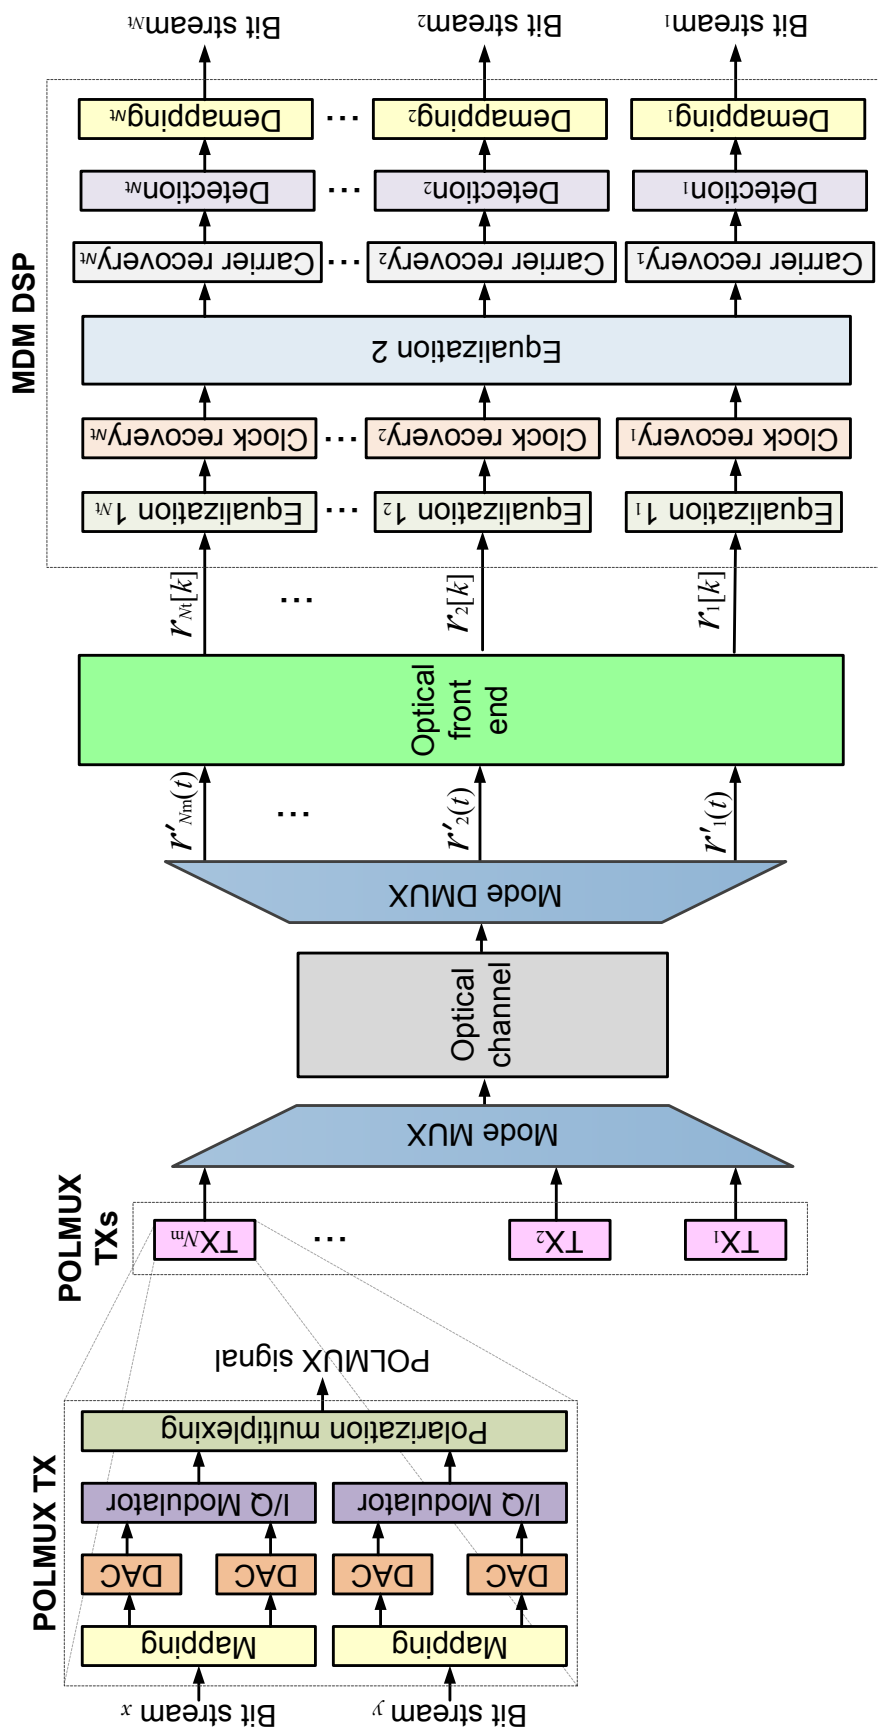 POLMUX TX
Bit stream x
Mapping
DAC
DAC
I/Q Modulator
Bit stream y
Mapping
DAC
DAC
I/Q Modulator
Polarization multiplexing
POLMUX signal
POLMUX
TXs
TXNm
...
TX2
TX1
Mode MUX
Optical
channel
Mode DMUX
r'Nm(t)
...
r'2(t)
r'1(t)
Optical
front
end
rNt[k]
...
r2[k]
r1[k]
MDM DSP
Equalization 1Nt
...
Equalization 12
Equalization 11
Clock recoveryNt
...
Clock recovery2
Clock recovery1
Equalization 2
Carrier recoveryNt
...
Carrier recovery2
Carrier recovery1
DetectionNt
...
Detection2
Detection1
DemappingNt
...
Demapping2
Demapping1
Bit streamNt
Bit stream2
Bit stream1